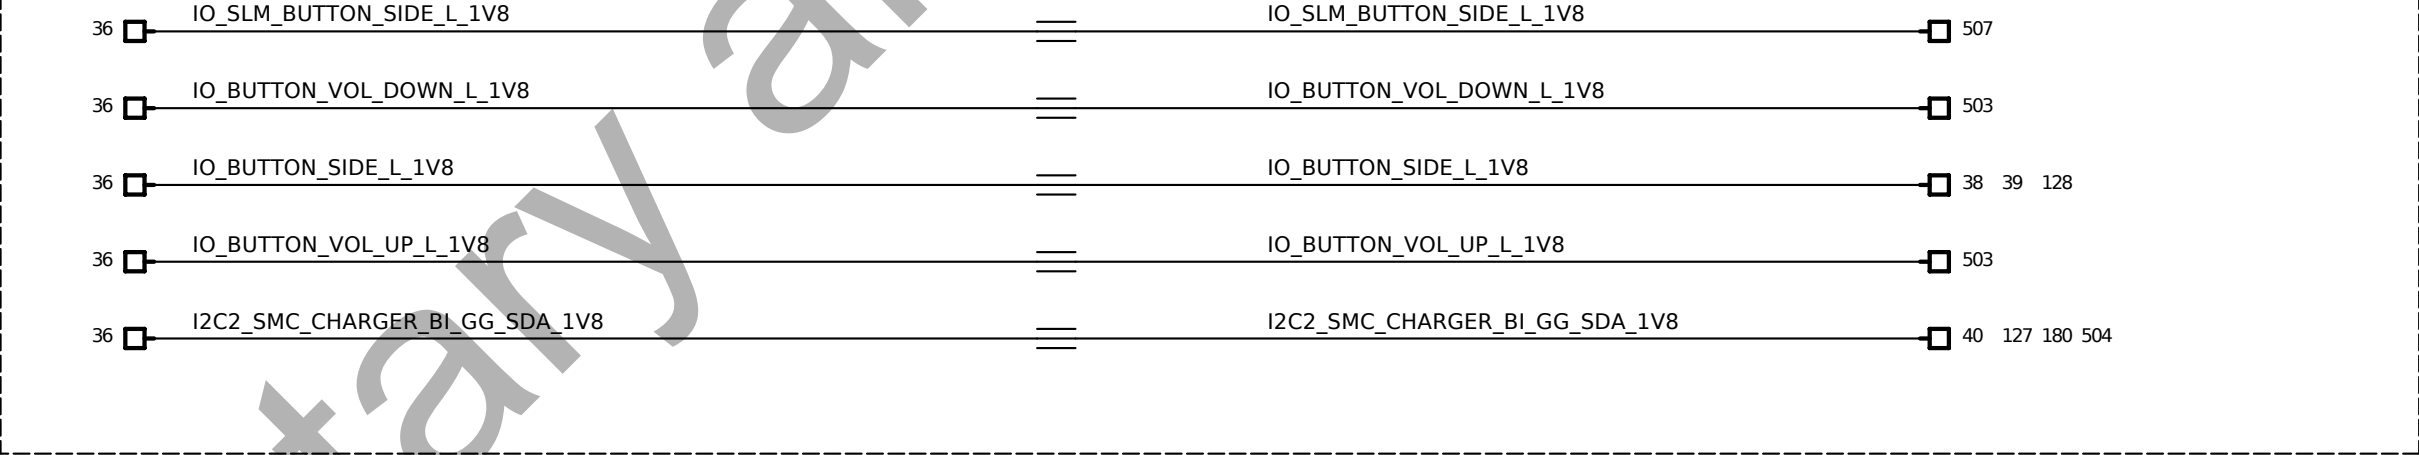 IO_SLM_BUTTON_SIDE_L_1V8 IO_SLM_BUTTON_SIDE_L_1V8
36 507
IO_BUTTON_VOL_DOWN_L_1V8 IO_BUTTON_VOL_DOWN_L_1V8
36 503
IO_BUTTON_SIDE_L_1V8 IO_BUTTON_SIDE_L_1V8
36 38 39 128
IO_BUTTON_VOL_UP_L_1V8 IO_BUTTON_VOL_UP_L_1V8
36 503
I2C2_SMC_CHARGER_BI_GG_SDA_1V8 I2C2_SMC_CHARGER_BI_GG_SDA_1V8
36 40 127 180 504
tary a